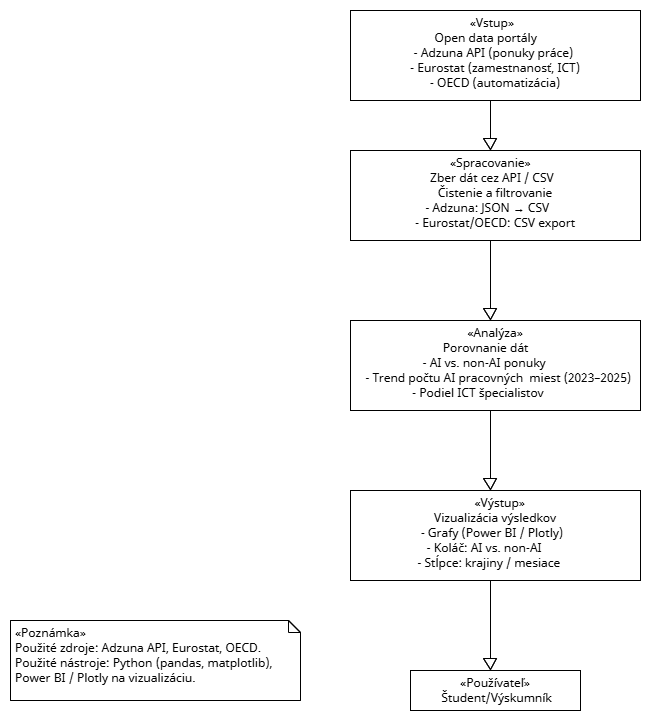 «Vstup»
Open data portály
- Adzuna API (ponuky práce)
- Eurostat (zamestnanosť, ICT)
- OECD (automatizácia)
«Spracovanie»
Zber dát cez API / CSV
Čistenie a filtrovanie
- Adzuna: JSON → CSV
- Eurostat/OECD: CSV export
«Analýza»
Porovnanie dát
- AI vs. non-AI ponuky
- Trend počtu AI pracovných  miest (2023–2025)
- Podiel ICT špecialistov
«Výstup»
Vizualizácia výsledkov
- Grafy (Power BI / Plotly)
- Koláč: AI vs. non-AI
- Stĺpce: krajiny / mesiace
«Poznámka»
Použité zdroje: Adzuna API, Eurostat, OECD.
Použité nástroje: Python (pandas, matplotlib),
Power BI / Plotly na vizualizáciu.
«Používateľ»
Študent/Výskumník